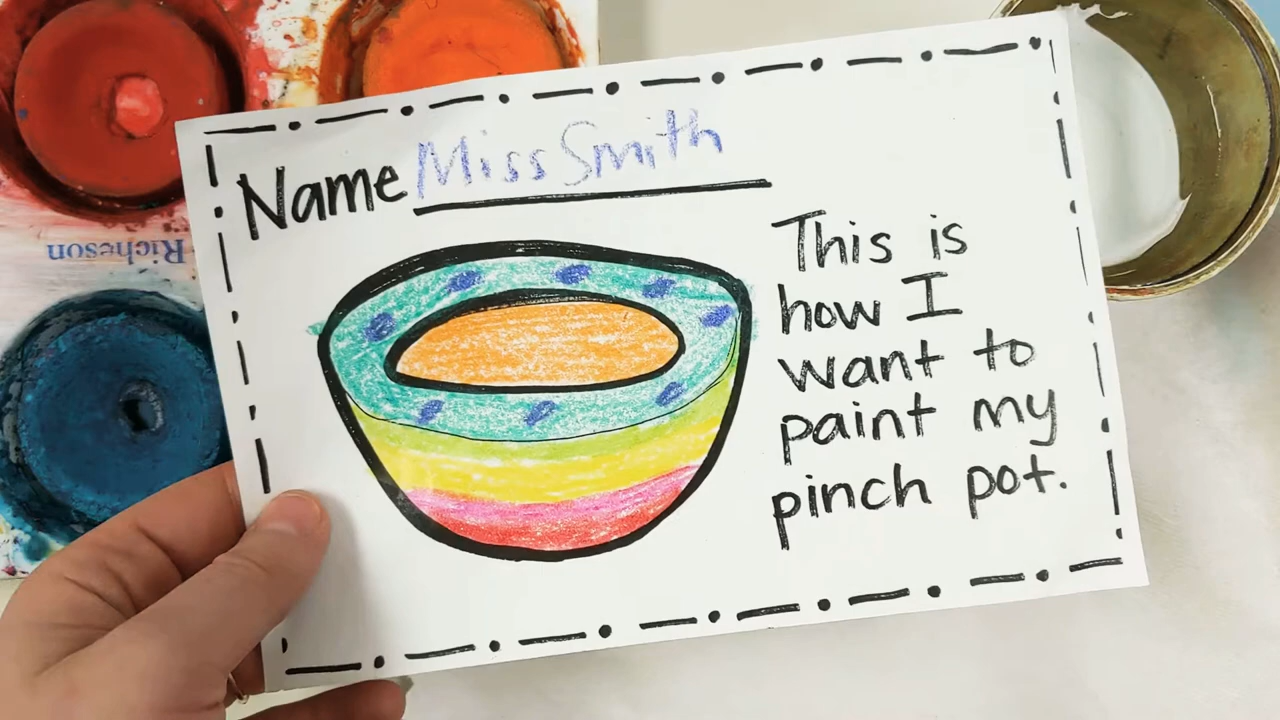 Richeson
Name Miss Smith
This is
how I
want to
paint my
pinch pot.